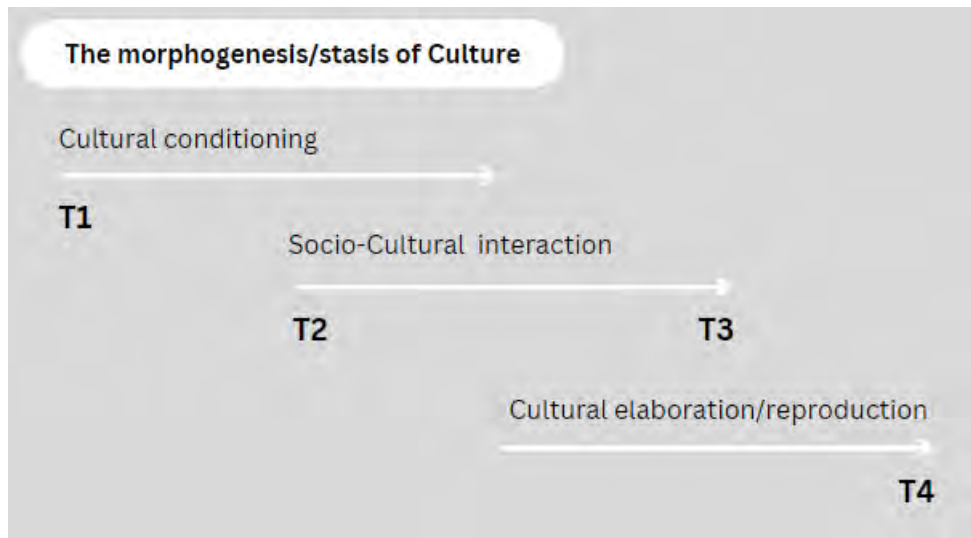 The morphogenesis/stasis of Culture
Cultural conditioning
T1
Socio-Cultural interaction
T2 T3
Cultural elaboration/reproduction
T4